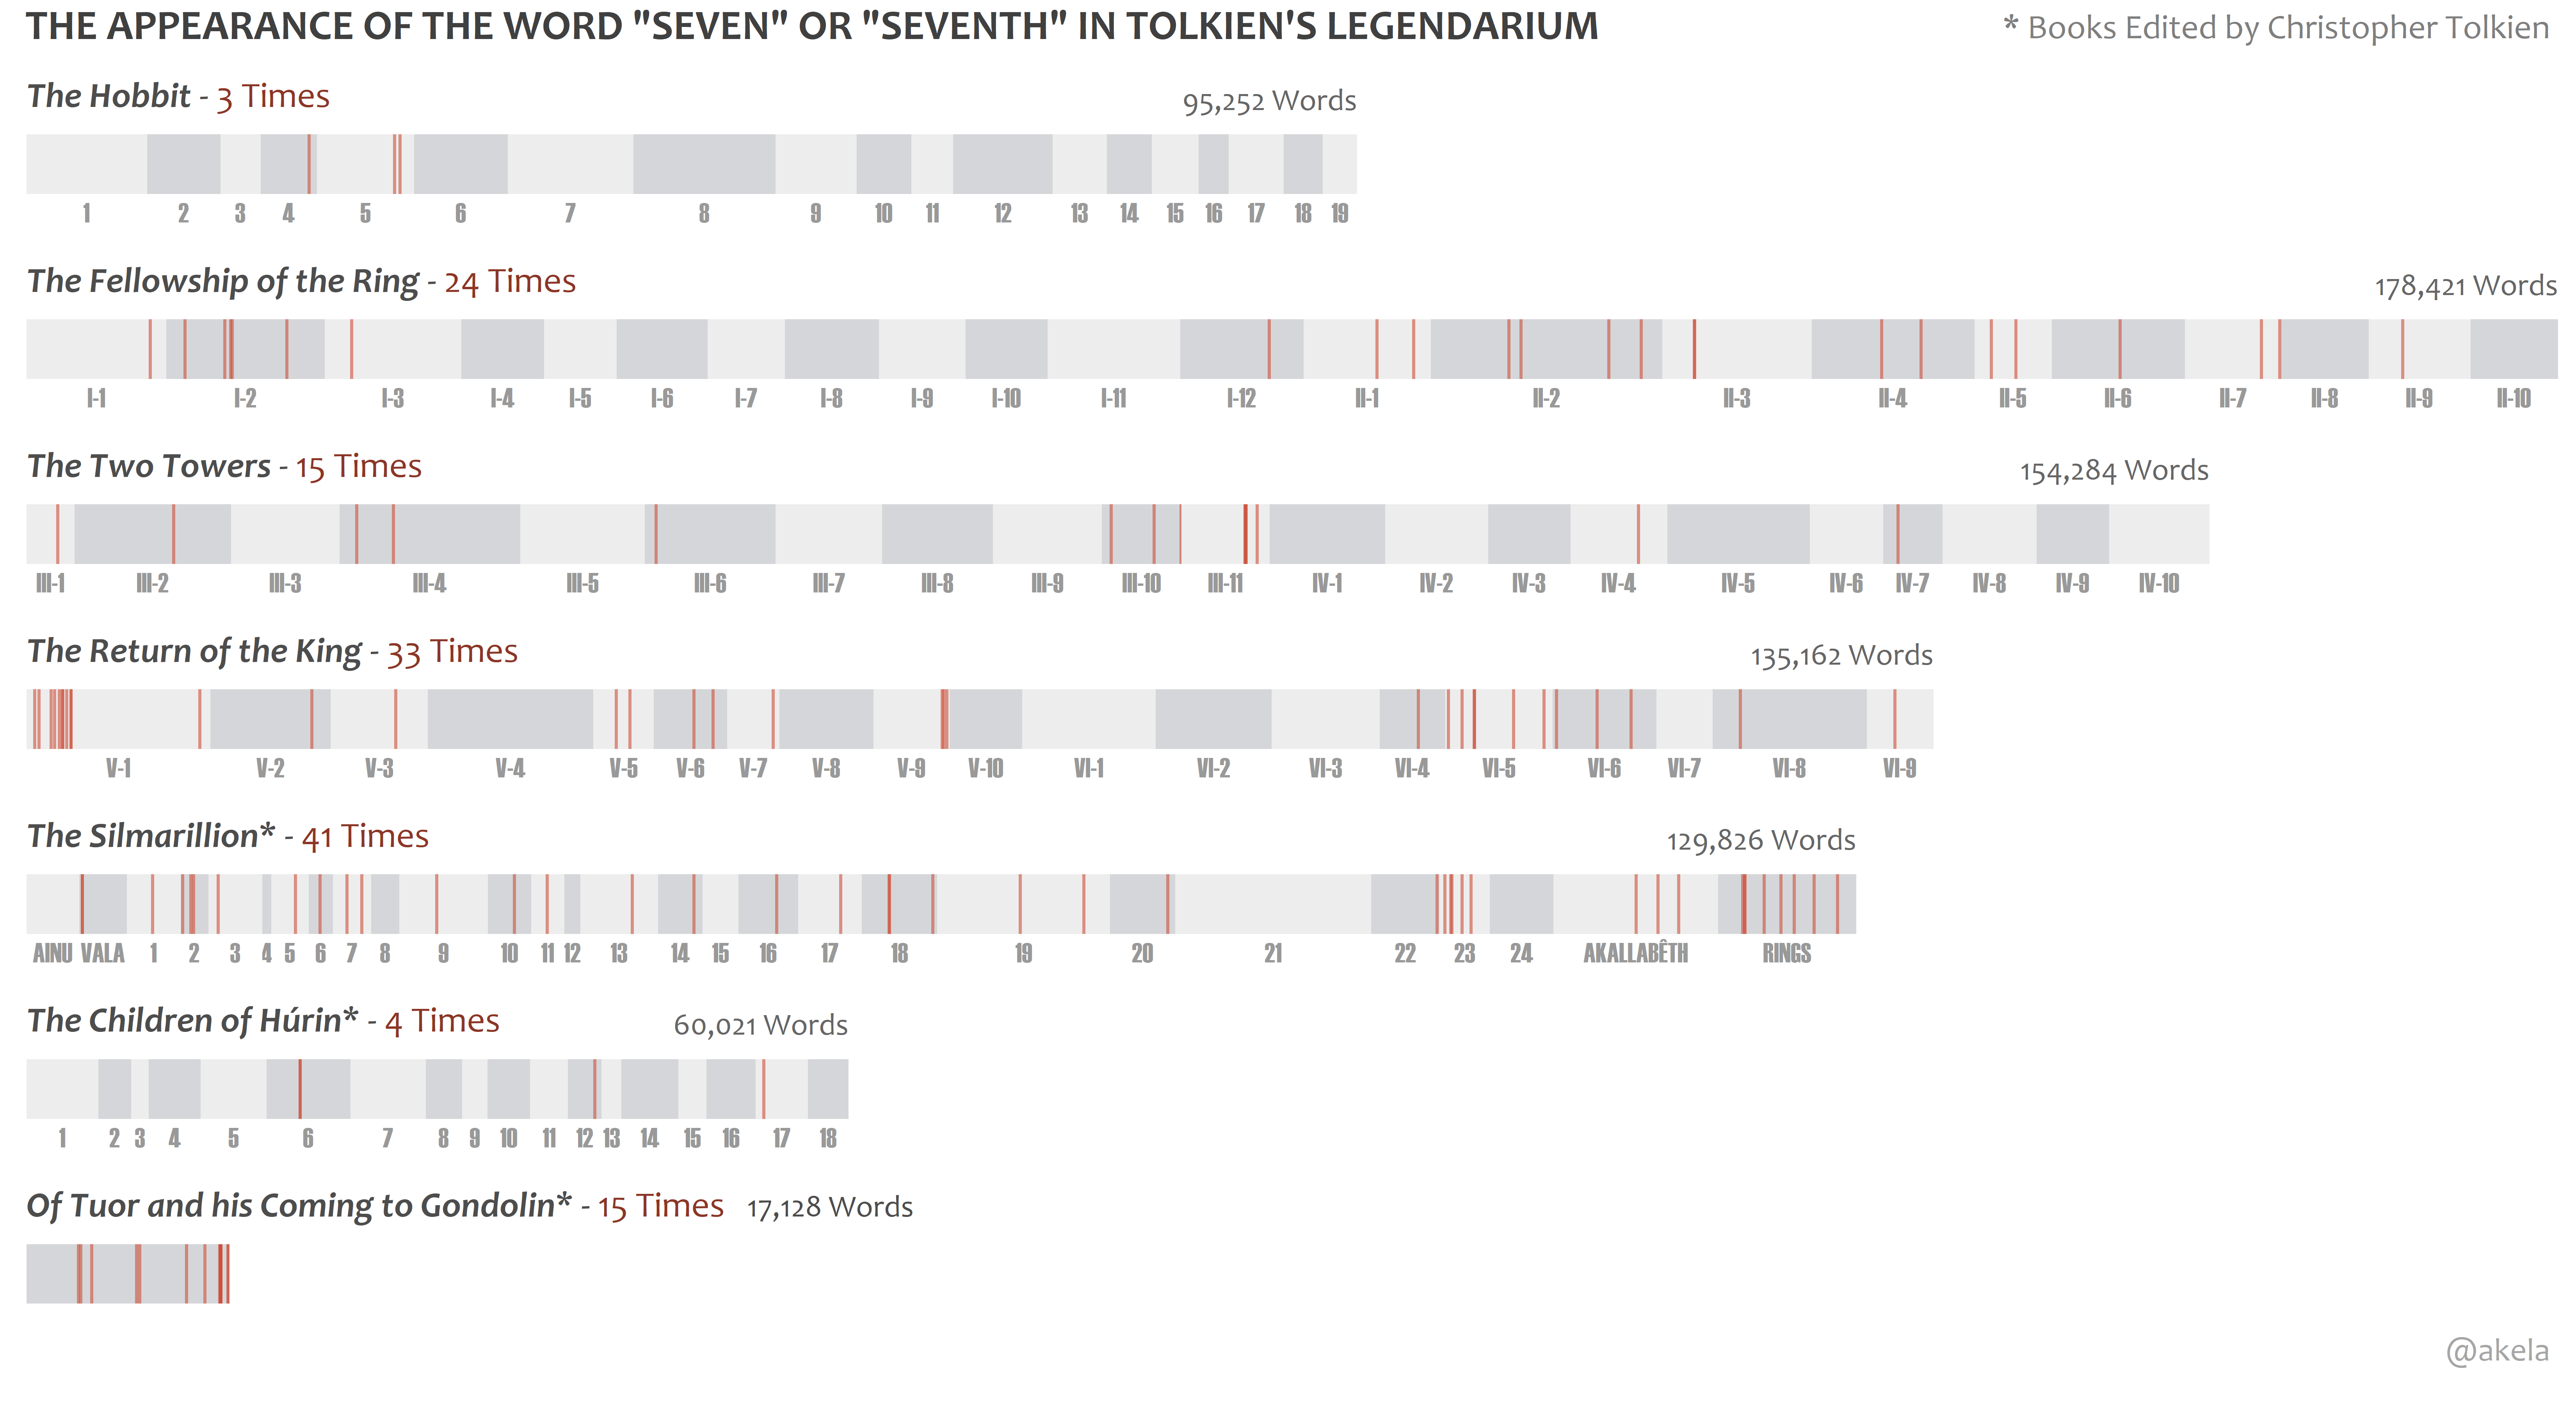 THE APPEARANCE OF THE WORD "SEVEN" OR "SEVENTH" IN TOLKIEN'S LEGENDARIUM
* Books Edited by Christopher Tolkien
The Hobbit - 3 Times
95,252 Words
1 2 3 4 5 6 7 8 9 10 11 12 13 14 15 16 17 18 19
The Fellowship of the Ring - 24 Times
178,421 Words
I-1 I-2 I-3 I-4 I-5 I-6 I-7 I-8 I-9 I-10 I-11 I-12 II-1 II-2 II-3 II-4 II-5 II-6 II-7 II-8 II-9 II-10
The Two Towers - 15 Times
154,284 Words
III-1 III-2 III-3 III-4 III-5 III-6 III-7 III-8 III-9 III-10 III-11 IV-1 IV-2 IV-3 IV-4 IV-5 IV-6 IV-7 IV-8 IV-9 IV-10
The Return of the King - 33 Times
135,162 Words
V-1 V-2 V-3 V-4 V-5 V-6 V-7 V-8 V-9 V-10 VI-1 VI-2 VI-3 VI-4 VI-5 VI-6 VI-7 VI-8 VI-9
The Silmarillion* - 41 Times
129,826 Words
AINU VALA 1 2 3 4 5 6 7 8 9 10 11 12 13 14 15 16 17 18 19 20 21 22 23 24 AKALLABÊTH RINGS
The Children of Húrin* - 4 Times
60,021 Words
1 2 3 4 5 6 7 8 9 10 11 12 13 14 15 16 17 18
Of Tuor and his Coming to Gondolin* - 15 Times
17,128 Words
@akela